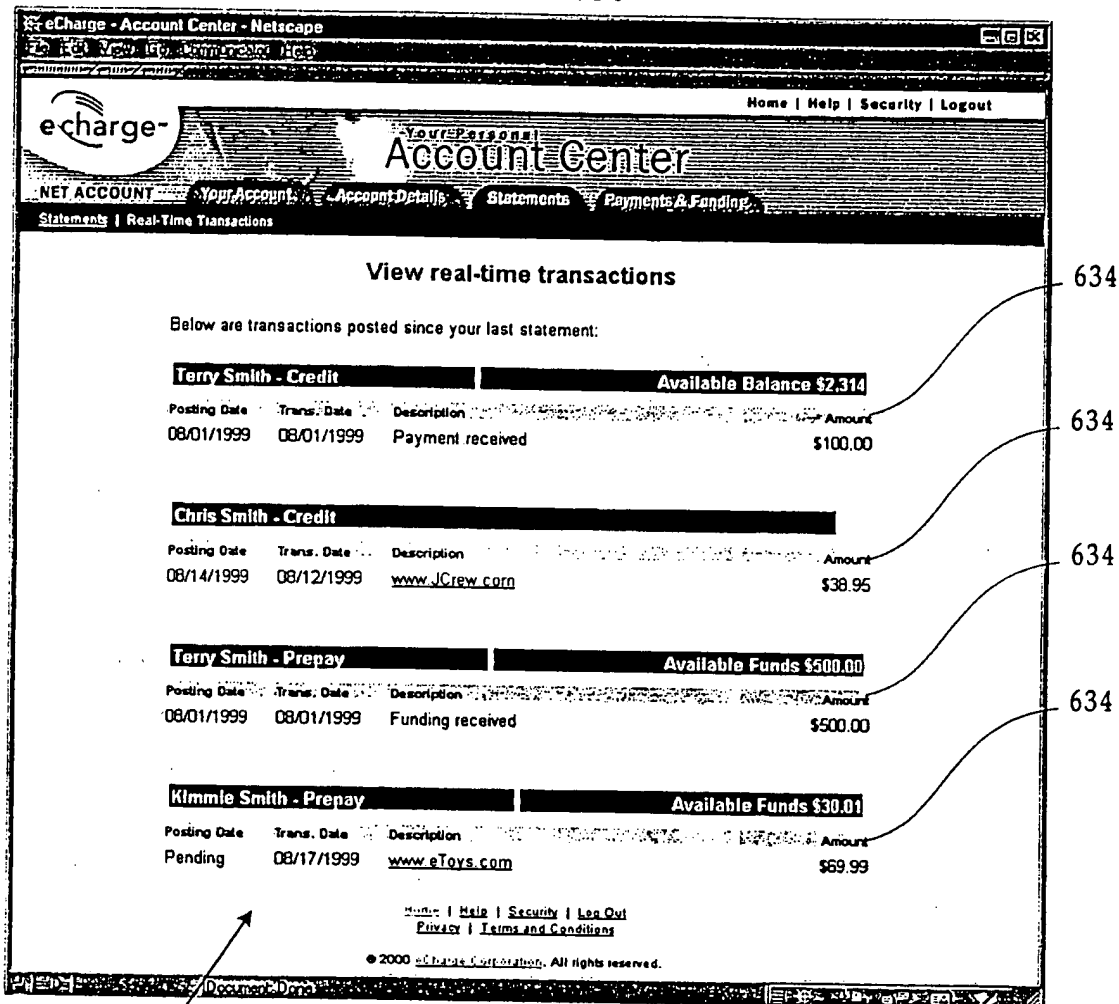 eCharge - Account Center - Netscape
File Edit View Go Communicator Help
Home | Help | Security | Logout
echarge
Your Personal
Account Center
NET ACCOUNT Your Account Account Details Statements Payments & Funding
Statements | Real-Time Transactions
View real-time transactions
Below are transactions posted since your last statement:
Terry Smith - Credit Available Balance $2,314
Posting Date Trans. Date Description Amount
08/01/1999 08/01/1999 Payment received $100.00
634
Chris Smith - Credit
Posting Date Trans. Date Description Amount
08/14/1999 08/12/1999 www.JCrew.com $38.95
634
Terry Smith - Prepay Available Funds $500.00
Posting Date Trans. Date Description Amount
08/01/1999 08/01/1999 Funding received $500.00
634
Kimmie Smith - Prepay Available Funds $30.01
Posting Date Trans. Date Description Amount
Pending 08/17/1999 www.eToys.com $69.99
634
Home | Help | Security | Log Out
Privacy | Terms and Conditions
© 2000 eCharge Corporation. All rights reserved.
Document: Done